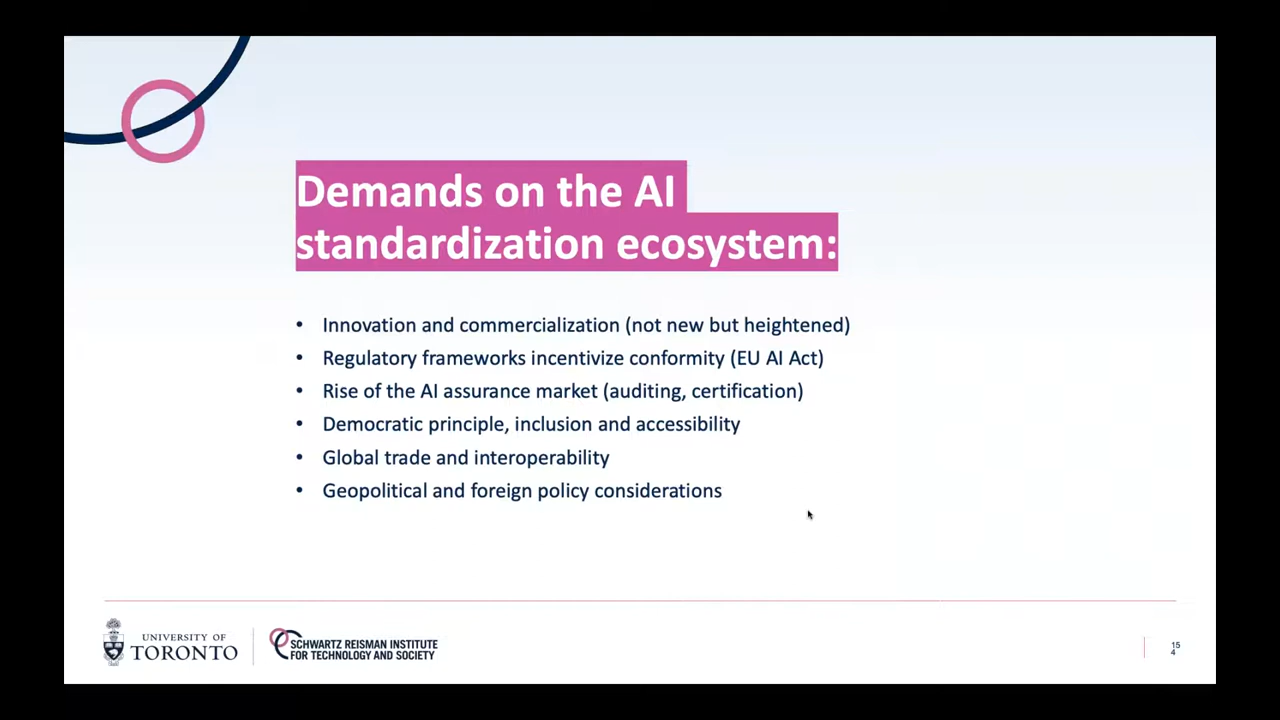 Demands on the AI
standardization ecosystem:
• Innovation and commercialization (not new but heightened)
• Regulatory frameworks incentivize conformity (EU AI Act)
• Rise of the AI assurance market (auditing, certification)
• Democratic principle, inclusion and accessibility
• Global trade and interoperability
• Geopolitical and foreign policy considerations
UNIVERSITY OF
TORONTO
SCHWARTZ REISMAN INSTITUTE
FOR TECHNOLOGY AND SOCIETY
15
4